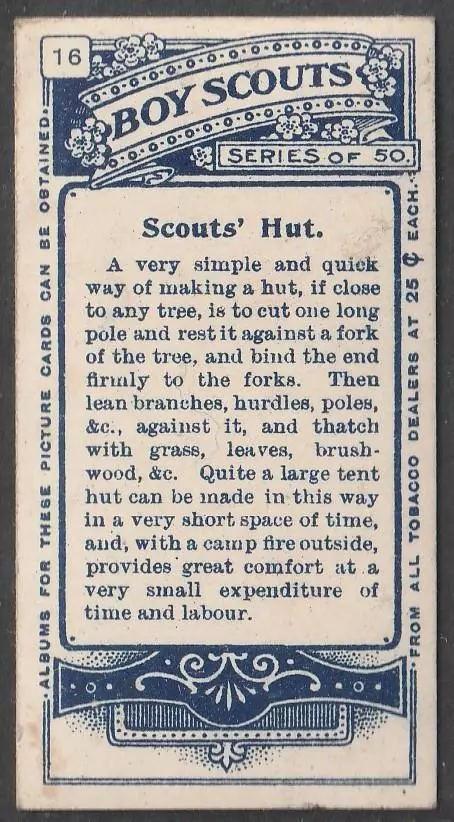 16
BOY SCOUTS
SERIES OF 50.
Scouts' Hut.
A very simple and quick
way of making a hut, if close
to any tree, is to cut one long
pole and rest it against a fork
of the tree, and bind the end
firmly to the forks. Then
lean branches, hurdles, poles,
&c., against it, and thatch
with grass, leaves, brush-
wood, &c. Quite a large tent
hut can be made in this way
in a very short space of time,
and, with a camp fire outside,
provides great comfort at a
very small expenditure of
time and labour.
ALBUMS FOR THESE PICTURE CARDS CAN BE OBTAINED
FROM ALL TOBACCO DEALERS AT 25 ¢ EACH.